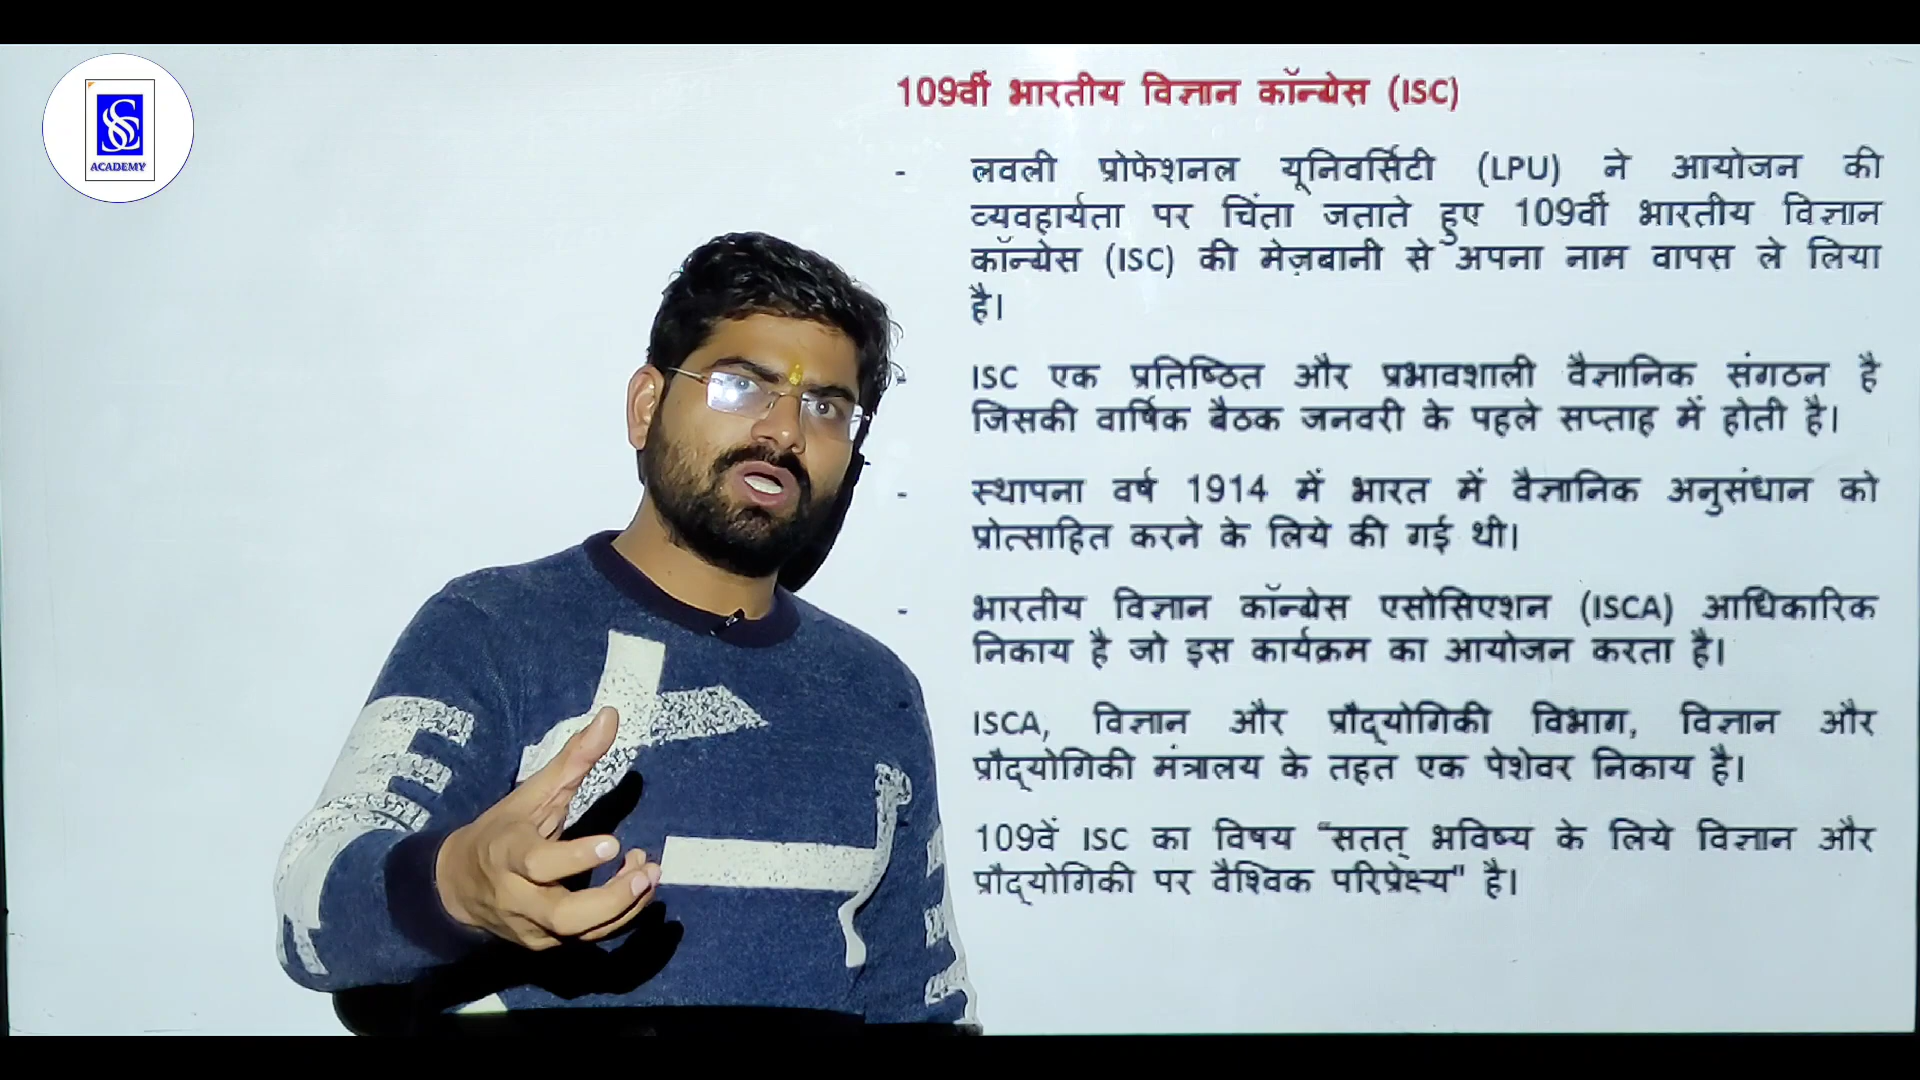 SSC
ACADEMY
109वीं भारतीय विज्ञान कॉन्ग्रेस (ISC)
- लवली प्रोफेशनल यूनिवर्सिटी (LPU) ने आयोजन की
व्यवहार्यता पर चिंता जताते हुए 109वीं भारतीय विज्ञान
कॉन्ग्रेस (ISC) की मेज़बानी से अपना नाम वापस ले लिया
है।
- ISC एक प्रतिष्ठित और प्रभावशाली वैज्ञानिक संगठन है
जिसकी वार्षिक बैठक जनवरी के पहले सप्ताह में होती है।
- स्थापना वर्ष 1914 में भारत में वैज्ञानिक अनुसंधान को
प्रोत्साहित करने के लिये की गई थी।
- भारतीय विज्ञान कॉन्ग्रेस एसोसिएशन (ISCA) आधिकारिक
निकाय है जो इस कार्यक्रम का आयोजन करता है।
ISCA, विज्ञान और प्रौद्योगिकी विभाग, विज्ञान और
प्रौद्योगिकी मंत्रालय के तहत एक पेशेवर निकाय है।
109वें ISC का विषय "सतत् भविष्य के लिये विज्ञान और
प्रौद्योगिकी पर वैश्विक परिप्रेक्ष्य" है।